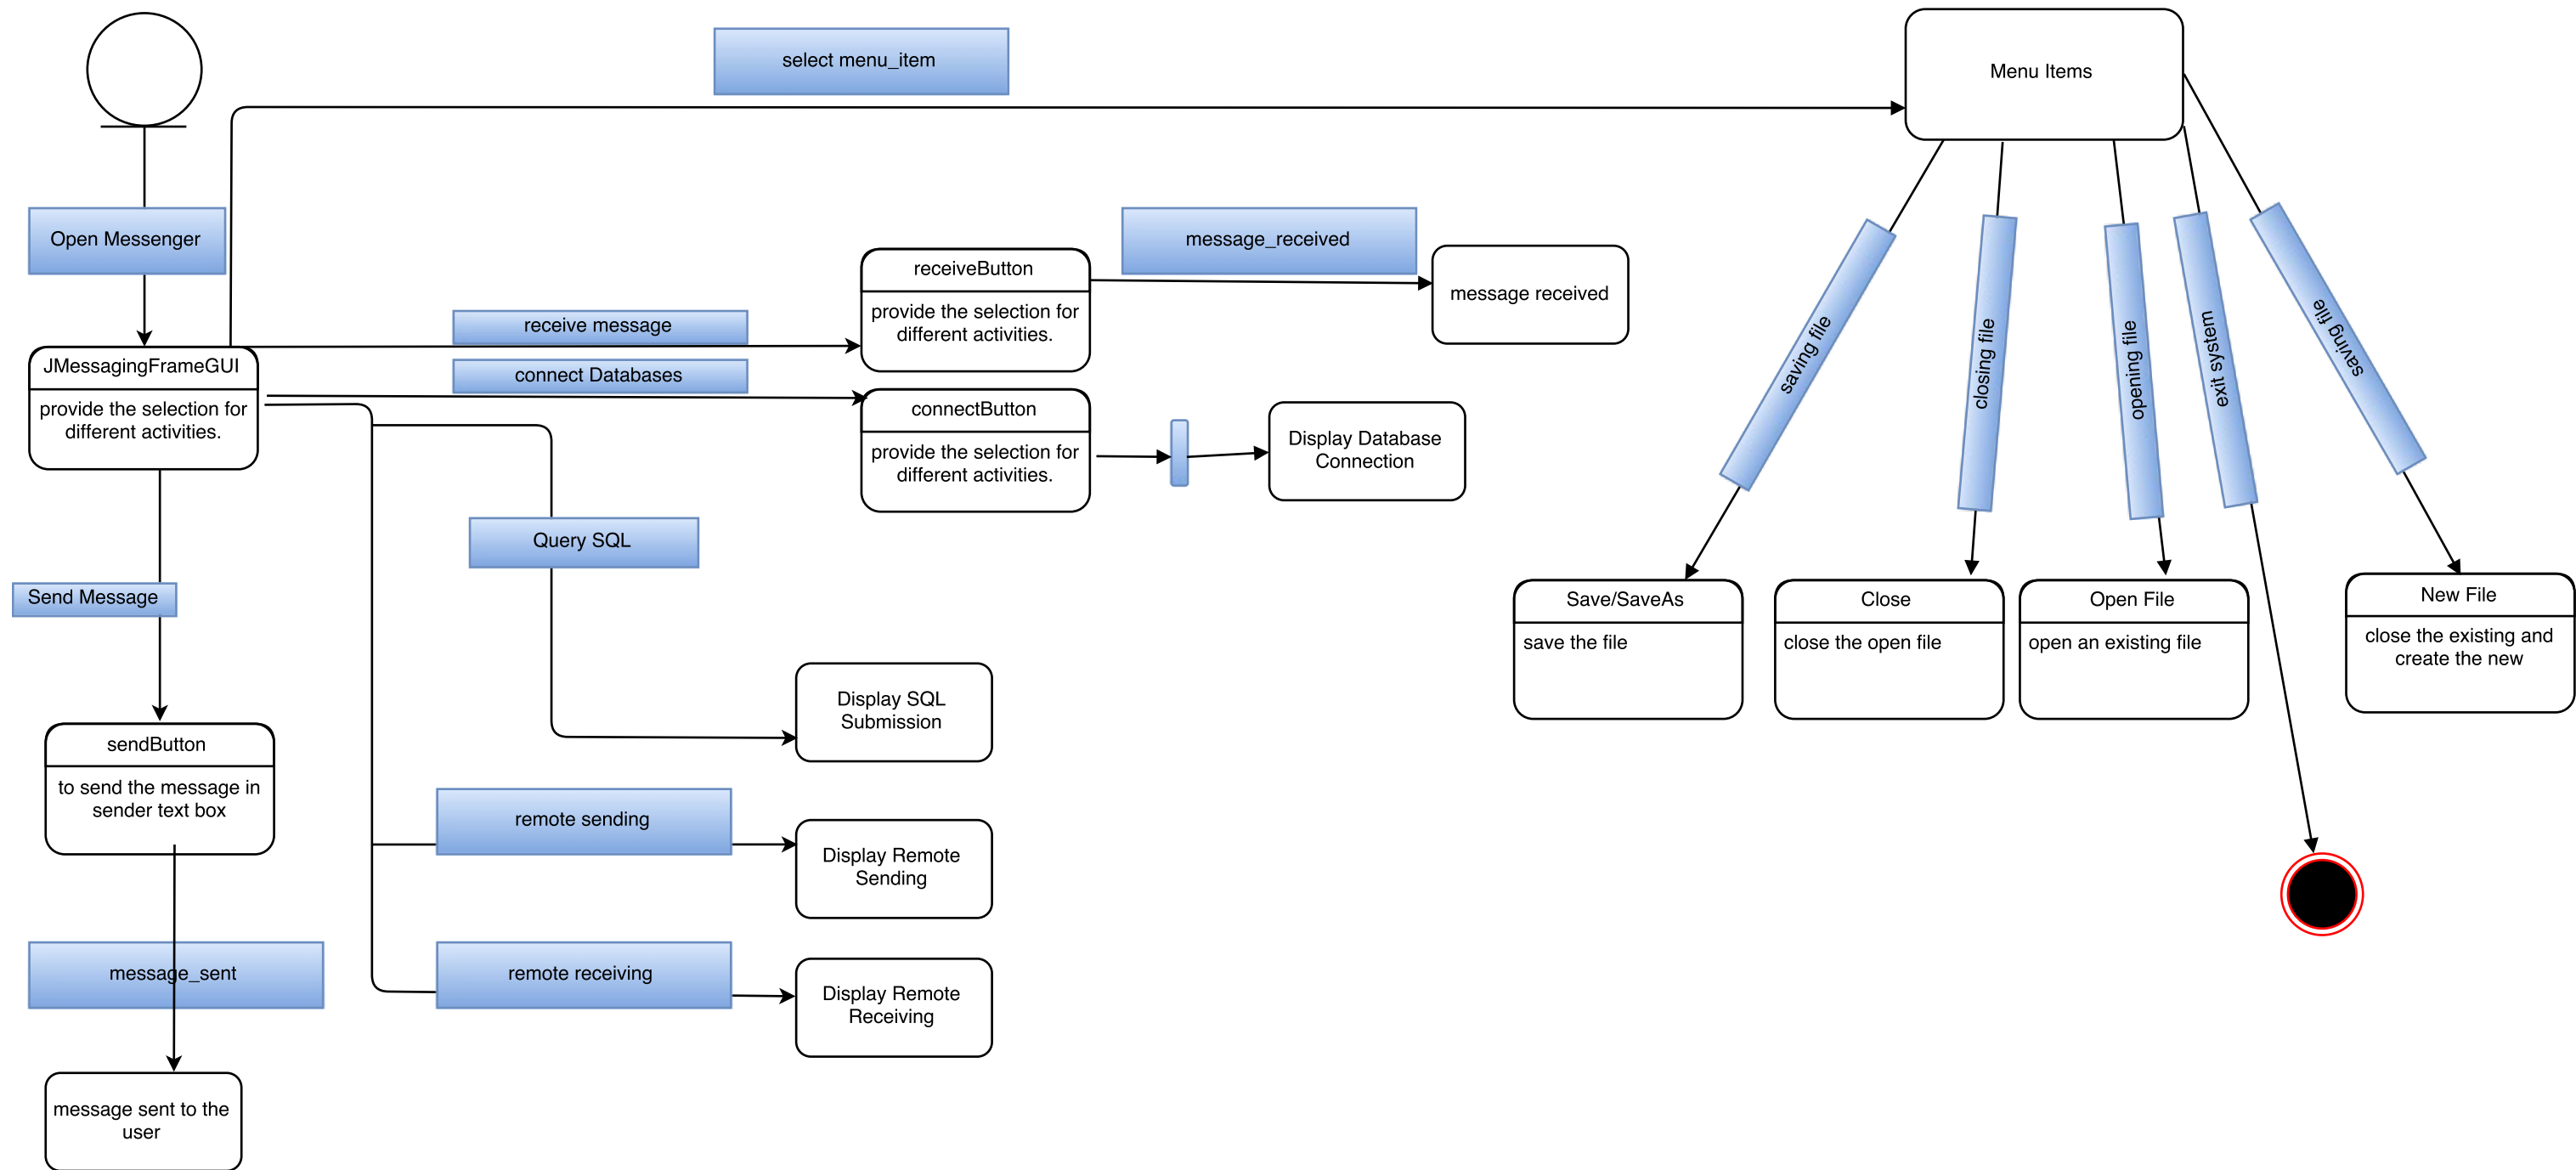 select menu_item
Menu Items
Open Messenger
message_received
receiveButton
provide the selection for
different activities.
message received
receive message
connect Databases
JMessagingFrameGUI
provide the selection for
different activities.
connectButton
provide the selection for
different activities.
Display Database
Connection
saving file
closing file
opening file
exit system
saving file
Query SQL
Send Message
Save/SaveAs
save the file
Close
close the open file
Open File
open an existing file
New File
close the existing and
create the new
Display SQL
Submission
sendButton
to send the message in
sender text box
remote sending
Display Remote
Sending
message_sent
remote receiving
Display Remote
Receiving
message sent to the
user